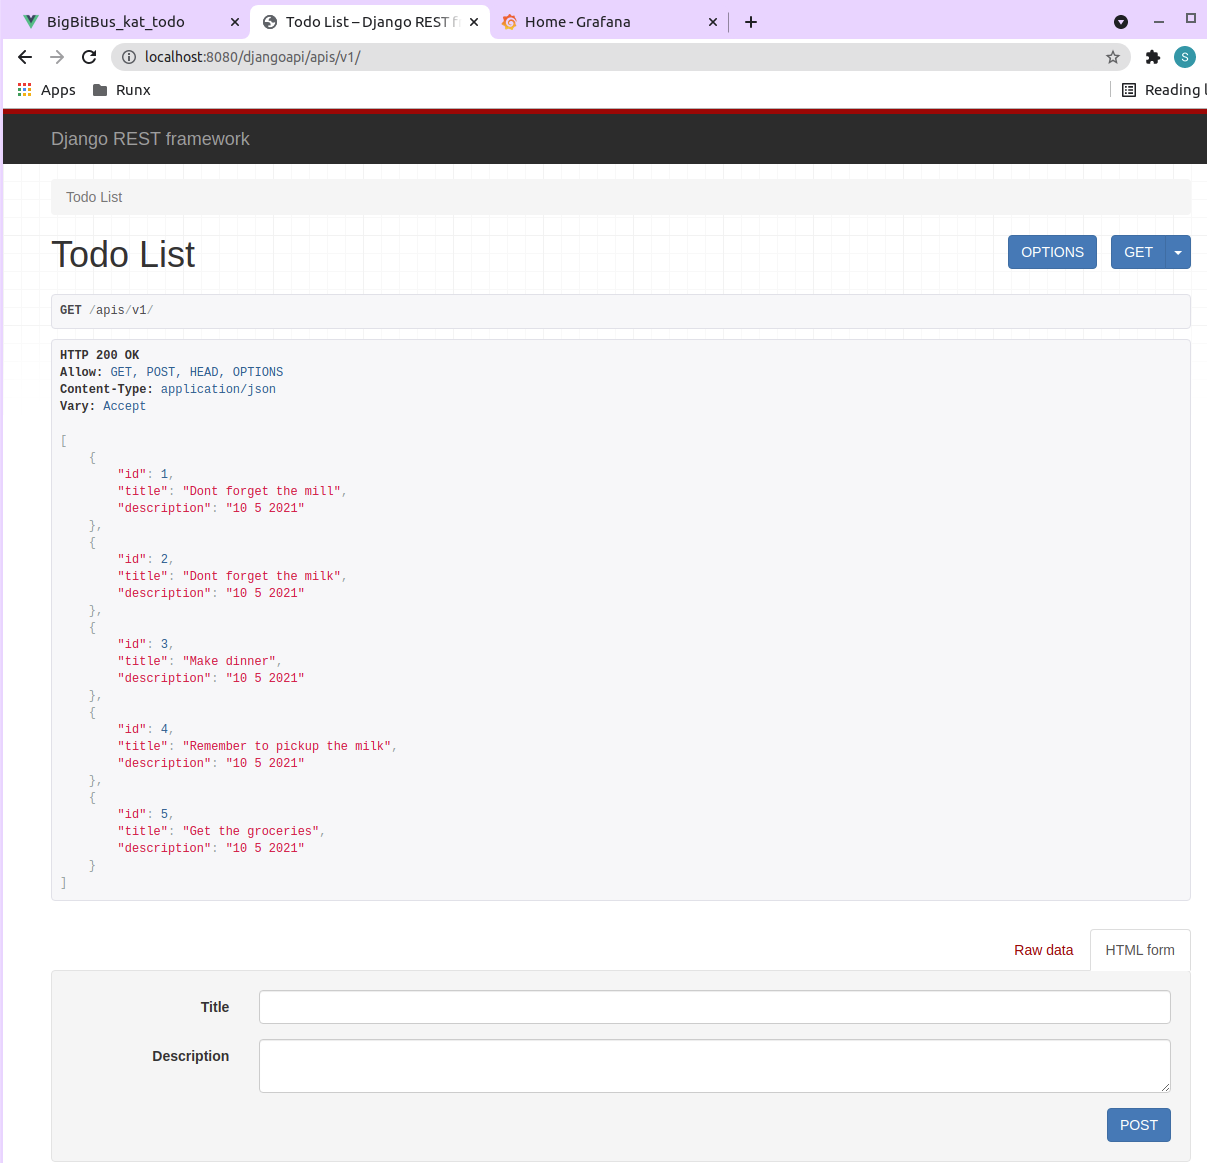 BigBitBus_kat_todo
Todo List – Django REST f
Home - Grafana
localhost:8080/djangoapi/apis/v1/
S
Apps
Runx
Reading l
Django REST framework
Todo List
Todo List
OPTIONS
GET
GET /apis/v1/
HTTP 200 OK
Allow: GET, POST, HEAD, OPTIONS
Content-Type: application/json
Vary: Accept
[
    {
        "id": 1,
        "title": "Dont forget the mill",
        "description": "10 5 2021"
    },
    {
        "id": 2,
        "title": "Dont forget the milk",
        "description": "10 5 2021"
    },
    {
        "id": 3,
        "title": "Make dinner",
        "description": "10 5 2021"
    },
    {
        "id": 4,
        "title": "Remember to pickup the milk",
        "description": "10 5 2021"
    },
    {
        "id": 5,
        "title": "Get the groceries",
        "description": "10 5 2021"
    }
]
Raw data
HTML form
Title
Description
POST